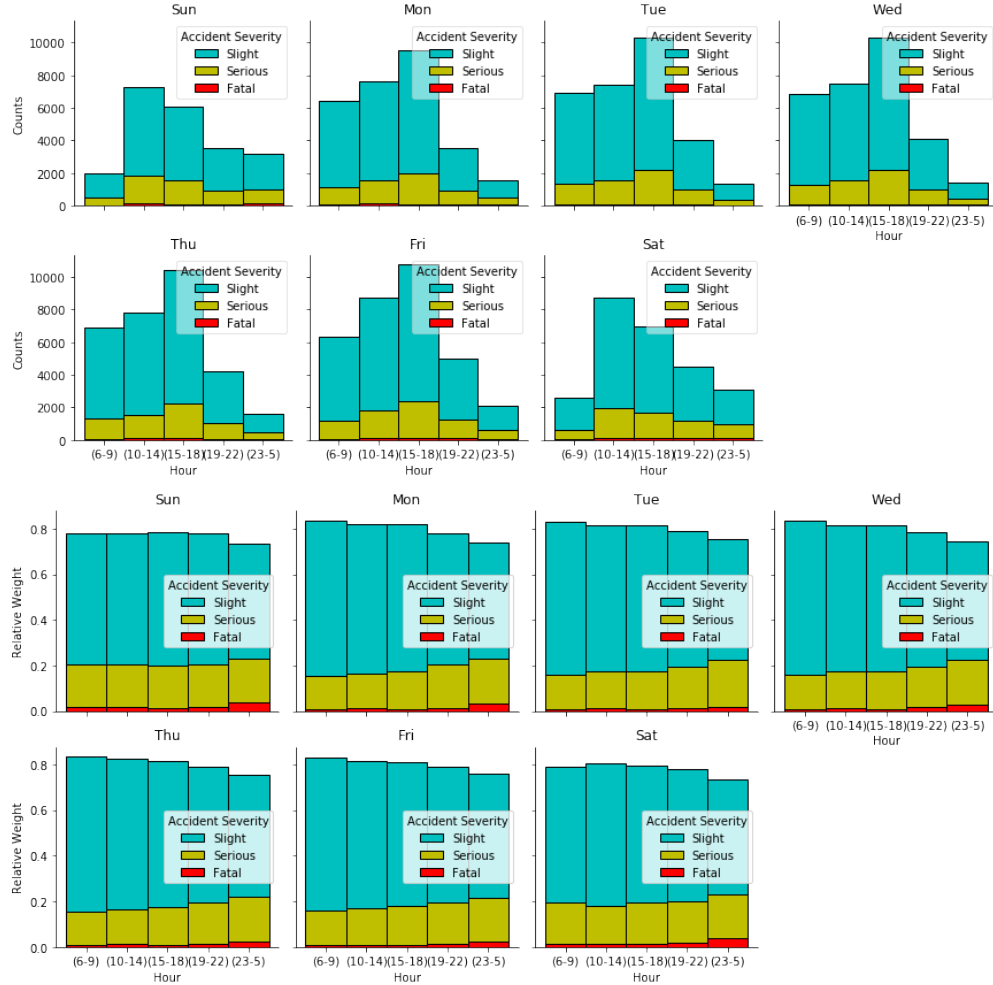 Sun Mon Tue Wed
Accident Severity Accident Severity Accident Severity Accident Severity
Slight Slight Slight Slight
Serious Serious Serious Serious
Fatal Fatal Fatal Fatal
Counts
10000
8000
6000
4000
2000
0
(6-9) (10-14) (15-18) (19-22) (23-5)
Hour
Thu Fri Sat
Accident Severity Accident Severity Accident Severity
Slight Slight Slight
Serious Serious Serious
Fatal Fatal Fatal
Counts
10000
8000
6000
4000
2000
0
(6-9) (10-14) (15-18) (19-22) (23-5) (6-9) (10-14) (15-18) (19-22) (23-5) (6-9) (10-14) (15-18) (19-22) (23-5)
Hour Hour Hour
Sun Mon Tue Wed
Accident Severity Accident Severity Accident Severity Accident Severity
Slight Slight Slight Slight
Serious Serious Serious Serious
Fatal Fatal Fatal Fatal
Relative Weight
0.8
0.6
0.4
0.2
0.0
(6-9) (10-14) (15-18) (19-22) (23-5)
Hour
Thu Fri Sat
Accident Severity Accident Severity Accident Severity
Slight Slight Slight
Serious Serious Serious
Fatal Fatal Fatal
Relative Weight
0.8
0.6
0.4
0.2
0.0
(6-9) (10-14) (15-18) (19-22) (23-5) (6-9) (10-14) (15-18) (19-22) (23-5) (6-9) (10-14) (15-18) (19-22) (23-5)
Hour Hour Hour